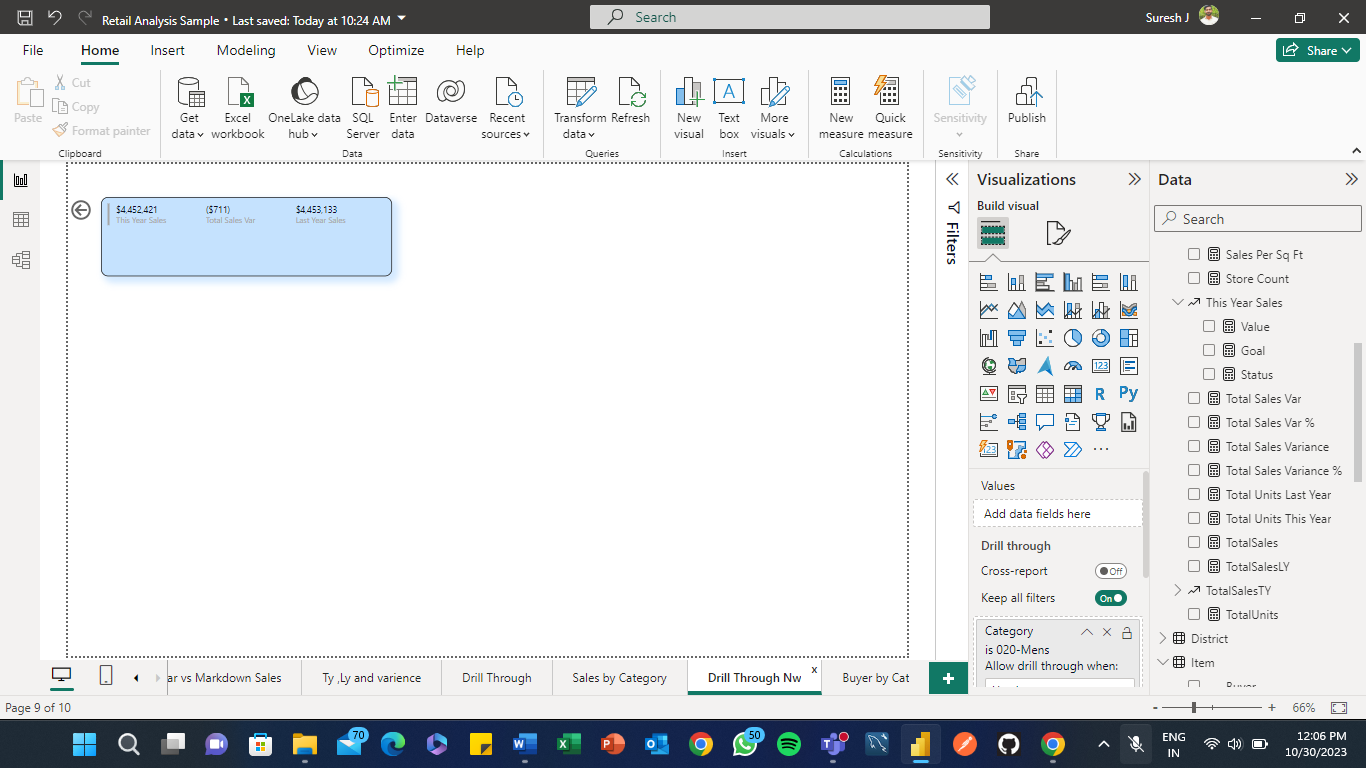 Retail Analysis Sample • Last saved: Today at 10:24 AM
Search
Suresh J
File
Home
Insert
Modeling
View
Optimize
Help
Share
Paste
Cut
Copy
Format painter
Clipboard
Get data
Excel workbook
OneLake data hub
SQL Server
Enter data
Dataverse
Recent sources
Data
Transform data
Refresh
Queries
New visual
A
Text box
More visuals
Insert
New measure
Quick measure
Calculations
Sensitivity
Sensitivity
Publish
Share
$4,452,421
This Year Sales
($711)
Total Sales Var
$4,453,133
Last Year Sales
Filters
Visualizations
Build visual
123
R
Py
123
Values
Add data fields here
Drill through
Cross-report
Off
Keep all filters
On
Category
is 020-Mens
Allow drill through when:
Data
Search
Sales Per Sq Ft
Store Count
This Year Sales
Value
Goal
Status
Total Sales Var
Total Sales Var %
Total Sales Variance
Total Sales Variance %
Total Units Last Year
Total Units This Year
TotalSales
TotalSalesLY
TotalSalesTY
TotalUnits
District
Item
ar vs Markdown Sales
Ty ,Ly and varience
Drill Through
Sales by Category
Drill Through Nw
x
Buyer by Cat
+
Page 9 of 10
- + 66%
70
50
ENG
IN
12:06 PM
10/30/2023